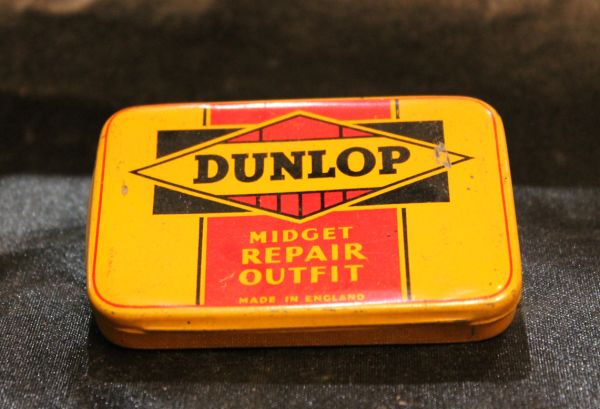 DUNLOP
MIDGET
REPAIR
OUTFIT
MADE IN ENGLAND